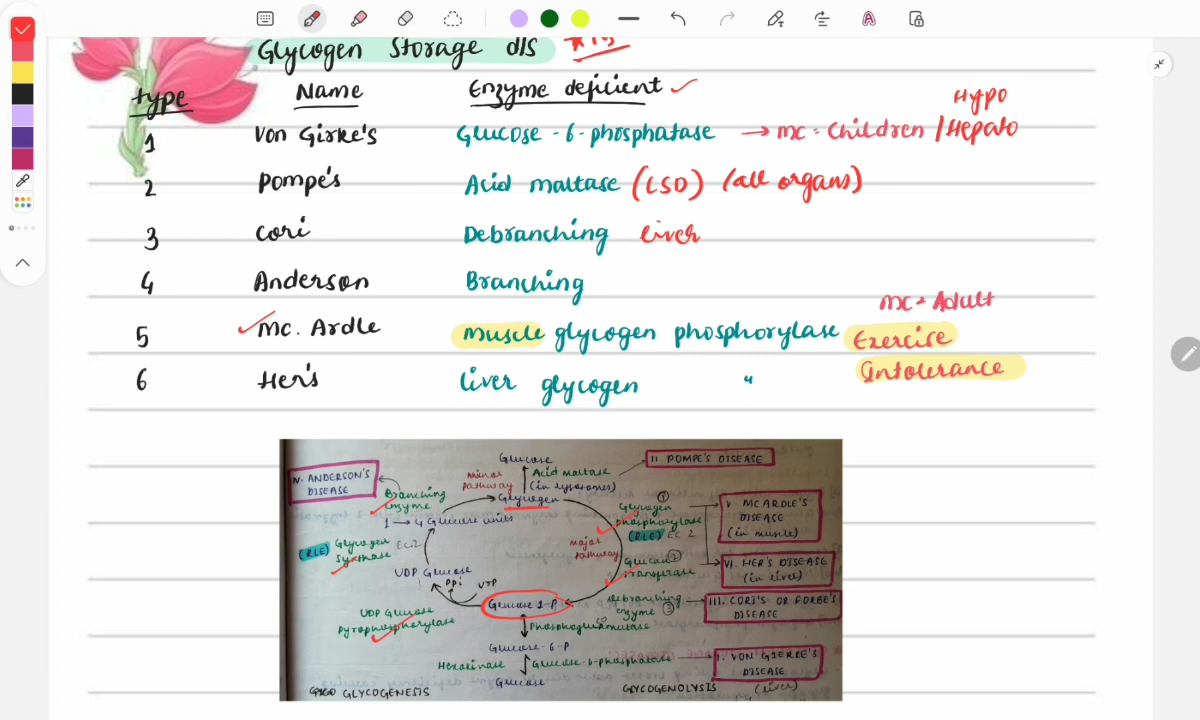 Glycogen Storage dis
type Name Enzyme deficient
Hypo
1 Von Girke's Glucose-6-phosphatase → mc = Children / Hepato
2 Pompe's Acid maltase (LSD) (all organs)
3 Cori Debranching liver
4 Anderson Branching
mc = Adult
5 Mc. Ardle Muscle glycogen phosphorylase Exercise
intolerance
6 Her's liver glycogen "
Glucose
II POMPE'S DISEASE
Minor pathway
Acid maltase
(in lysosomes)
IV. ANDERSON'S
DISEASE
Branching
enzyme
Glycogen
1 → 4 Glucose units
Glycogen
phosphorylase
(RLE) EC 2
V MCARDLE'S
DISEASE
(in muscle)
(RLE) Glycogen
Synthase
EC.2
Major
pathway
Glucan
transferase
VI. HER'S DISEASE
(in liver)
UDP Glucose
PPi UTP
Glucose 1-P
debranching
enzyme
III. CORI'S OR FORBE'S
DISEASE
UDP Glucose
Pyrophosphorylase
Phosphoglucomutase
Glucose-6-P
Hexokinase
Glucose-6-phosphatase
I. VON GIERKE'S
DISEASE
(liver)
Glucose
GLYCOGENESIS
GLYCOGENOLYSIS